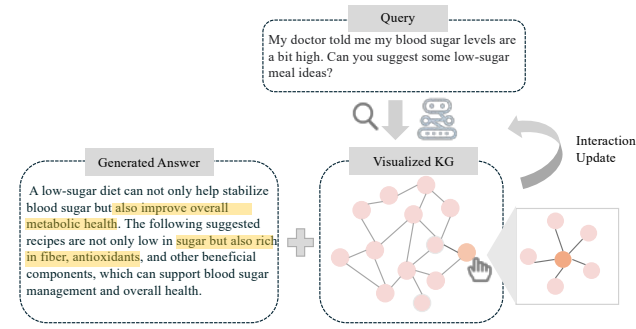 Query
My doctor told me my blood sugar levels are
a bit high. Can you suggest some low-sugar
meal ideas?
Interaction
Update
Generated Answer
A low-sugar diet can not only help stabilize
blood sugar but also improve overall
metabolic health. The following suggested
recipes are not only low in sugar but also rich
in fiber, antioxidants, and other beneficial
components, which can support blood sugar
management and overall health.
Visualized KG